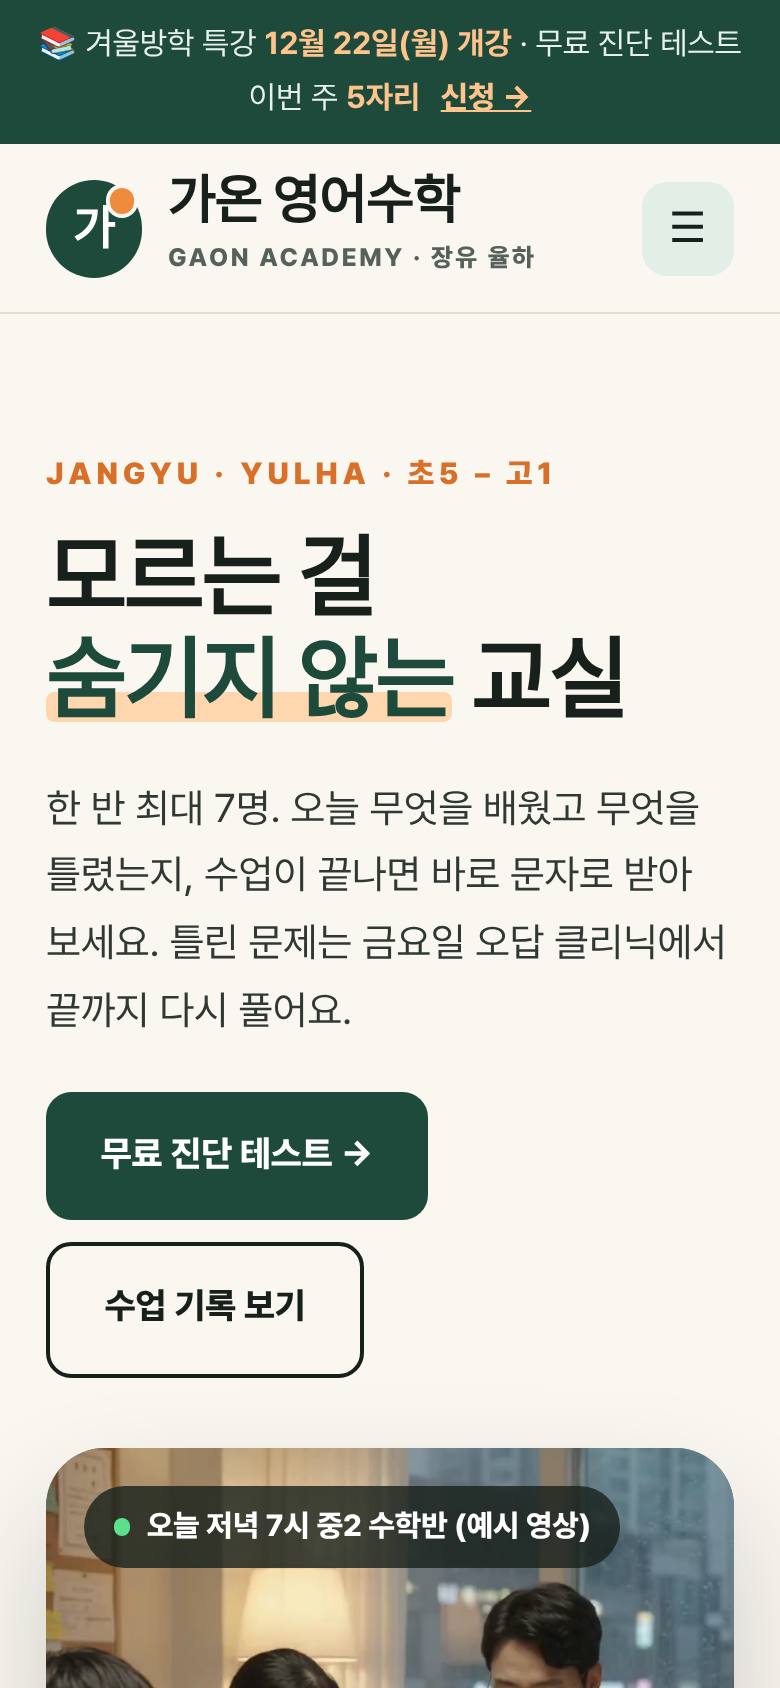 📚 겨울방학 특강 12월 22일(월) 개강 · 무료 진단 테스트
이번 주 5자리 신청 →
가
가온 영어수학
GAON ACADEMY · 장유 율하
☰
JANGYU · YULHA · 초5 – 고1
모르는 걸
숨기지 않는 교실
한 반 최대 7명. 오늘 무엇을 배웠고 무엇을
틀렸는지, 수업이 끝나면 바로 문자로 받아
보세요. 틀린 문제는 금요일 오답 클리닉에서
끝까지 다시 풀어요.
무료 진단 테스트 →
수업 기록 보기
오늘 저녁 7시 중2 수학반 (예시 영상)